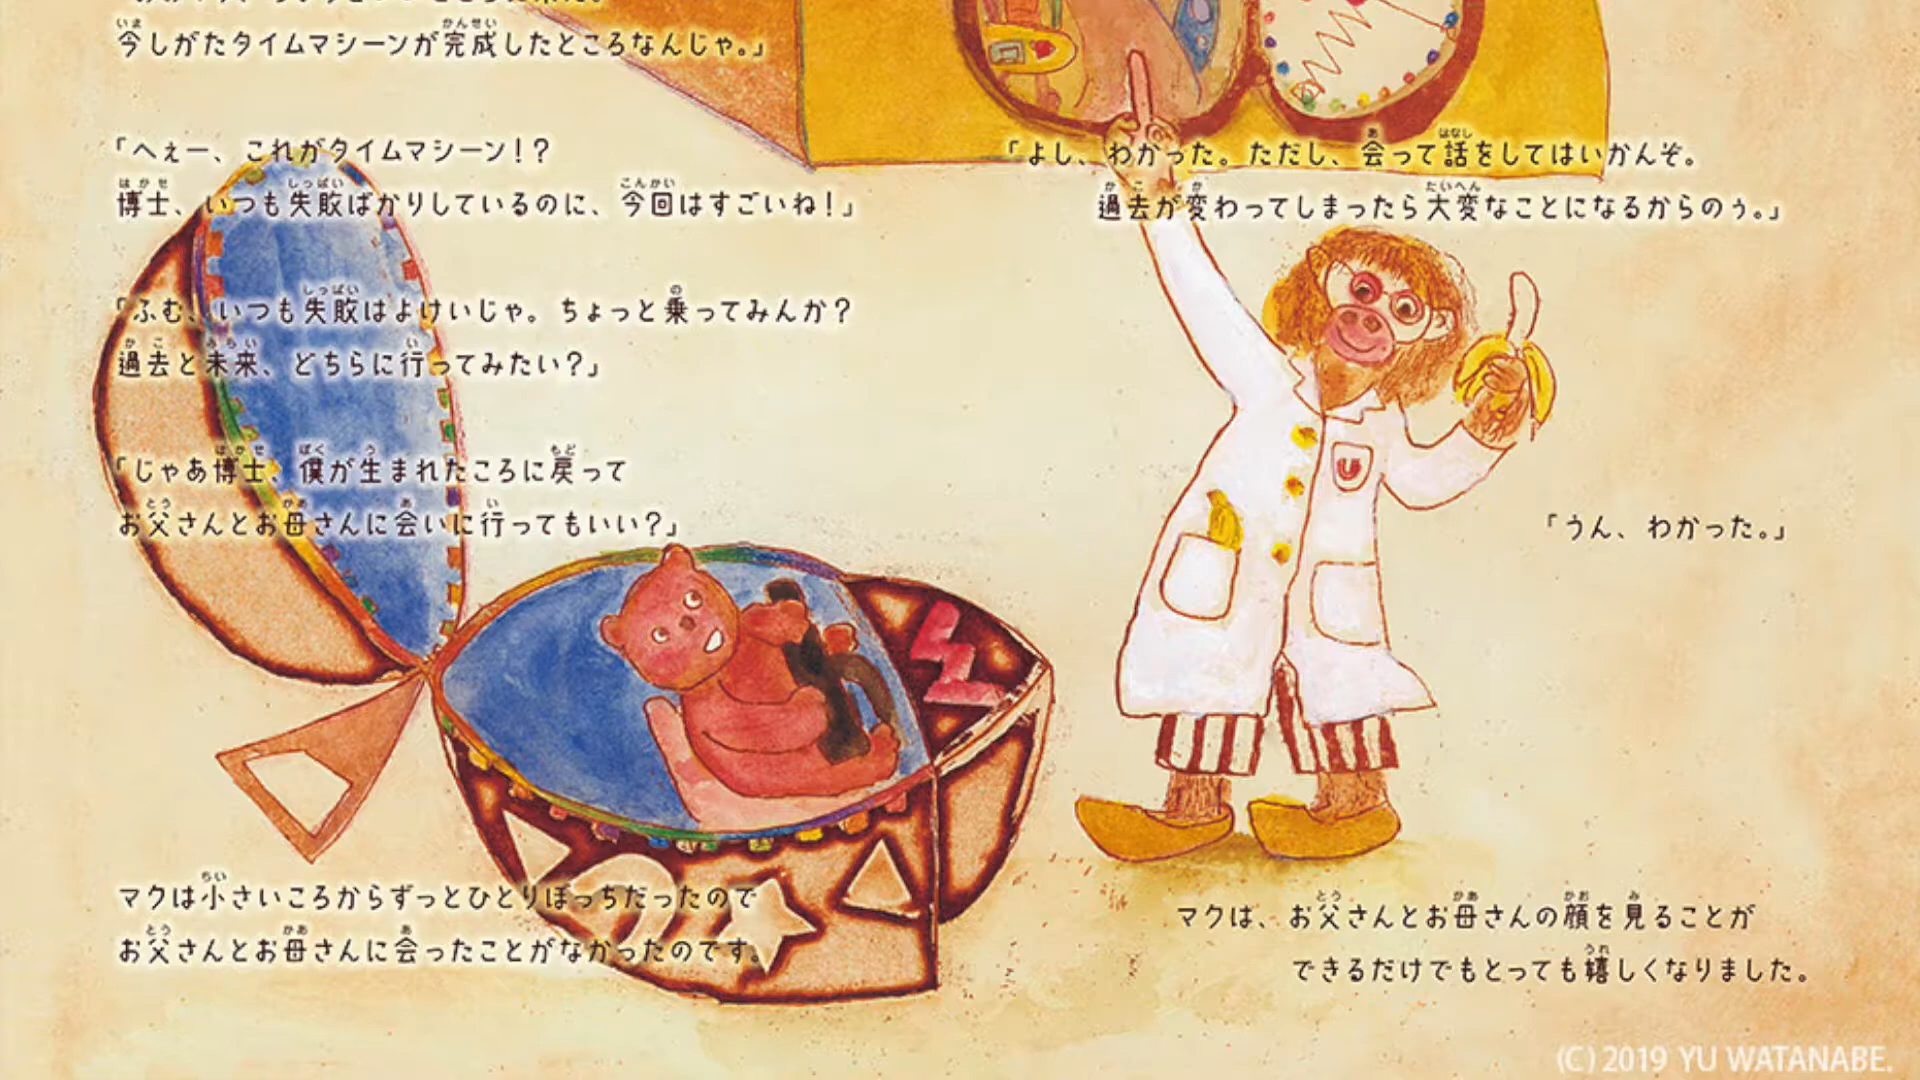 今しがたタイムマシーンが完成したところなんじゃ。」
「へぇー、これがタイムマシーン!?
博士、いつも失敗ばかりしているのに、今回はすごいね!」
「ふむ、いつも失敗はよけいじゃ。ちょっと乗ってみんか?
過去と未来、どちらに行ってみたい?」
「じゃあ博士、僕が生まれたころに戻って
お父さんとお母さんに会いに行ってもいい?」
マクは小さいころからずっとひとりぼっちだったので
お父さんとお母さんに会ったことがなかったのです。
「よし、わかった。ただし、会って話をしてはいかんぞ。
過去が変わってしまったら大変なことになるからのぅ。」
「うん、わかった。」
マクは、お父さんとお母さんの顔を見ることが
できるだけでもとっても嬉しくなりました。
(C) 2019 YU WATANABE.